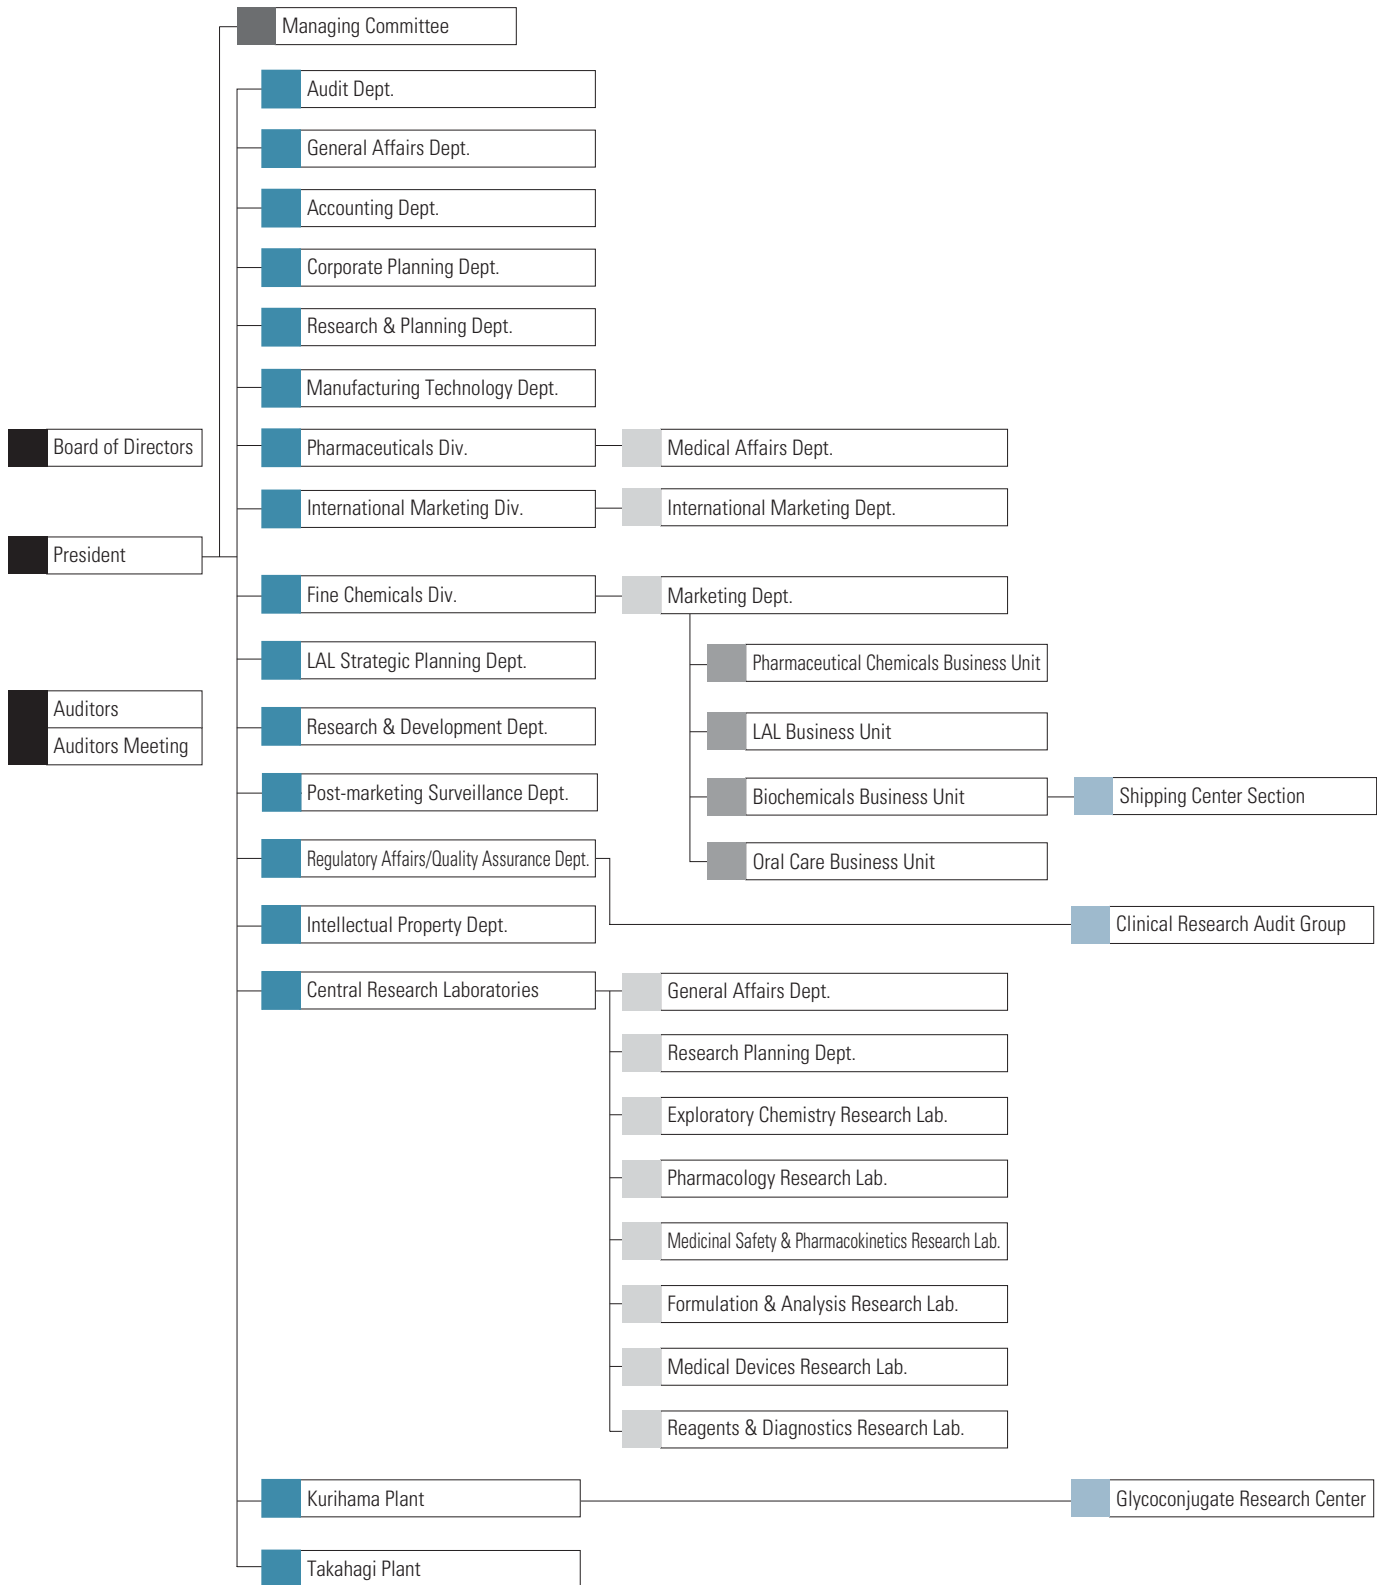 Managing Committee
Audit Dept.
General Affairs Dept.
Accounting Dept.
Corporate Planning Dept.
Research & Planning Dept.
Manufacturing Technology Dept.
Board of Directors
Pharmaceuticals Div.
Medical Affairs Dept.
International Marketing Div.
International Marketing Dept.
President
Fine Chemicals Div.
Marketing Dept.
LAL Strategic Planning Dept.
Pharmaceutical Chemicals Business Unit
Auditors
Auditors Meeting
Research & Development Dept.
LAL Business Unit
Post-marketing Surveillance Dept.
Biochemicals Business Unit
Shipping Center Section
Regulatory Affairs/Quality Assurance Dept.
Oral Care Business Unit
Intellectual Property Dept.
Clinical Research Audit Group
Central Research Laboratories
General Affairs Dept.
Research Planning Dept.
Exploratory Chemistry Research Lab.
Pharmacology Research Lab.
Medicinal Safety & Pharmacokinetics Research Lab.
Formulation & Analysis Research Lab.
Medical Devices Research Lab.
Reagents & Diagnostics Research Lab.
Kurihama Plant
Glycoconjugate Research Center
Takahagi Plant